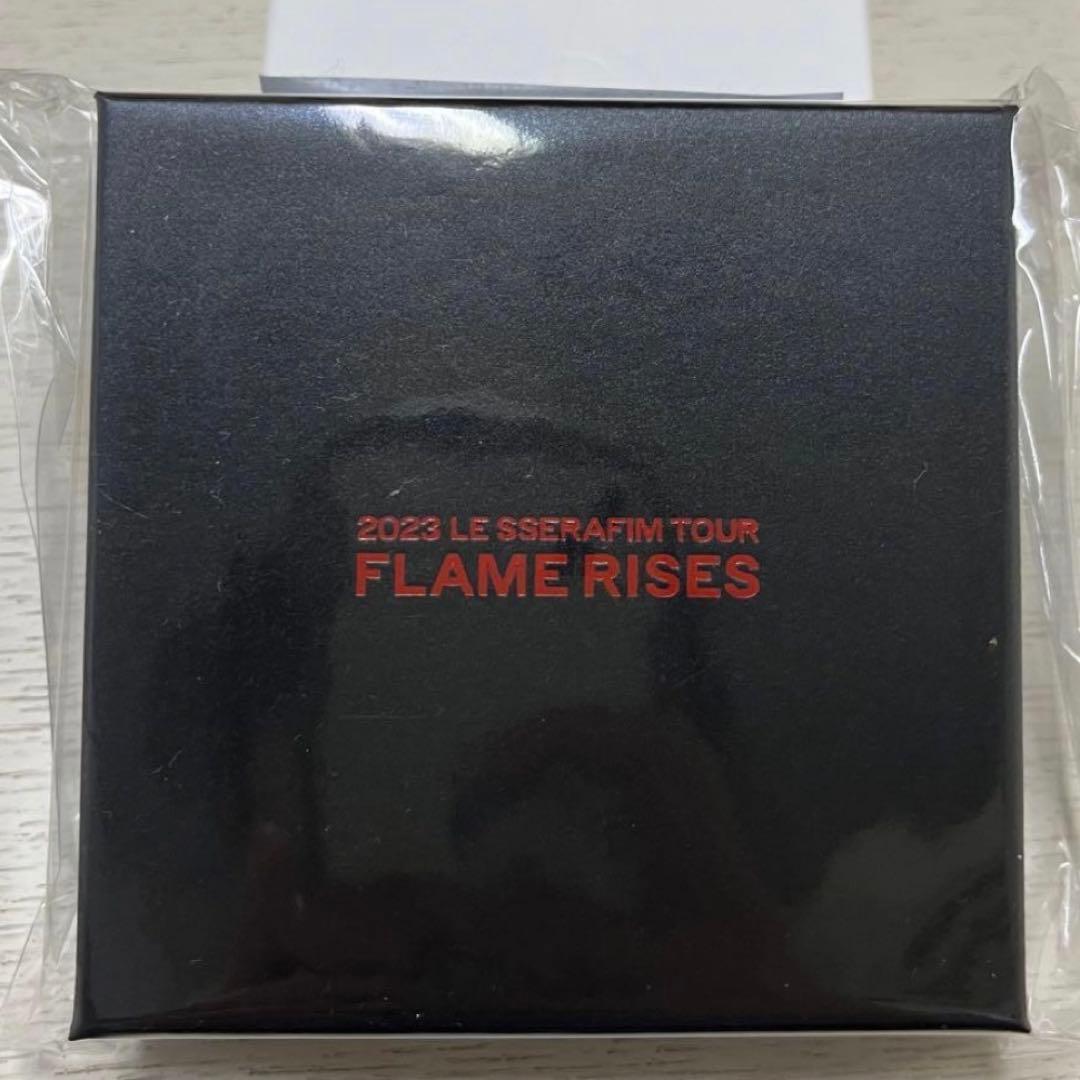 2023 LE SSERAFIM TOUR
FLAME RISES